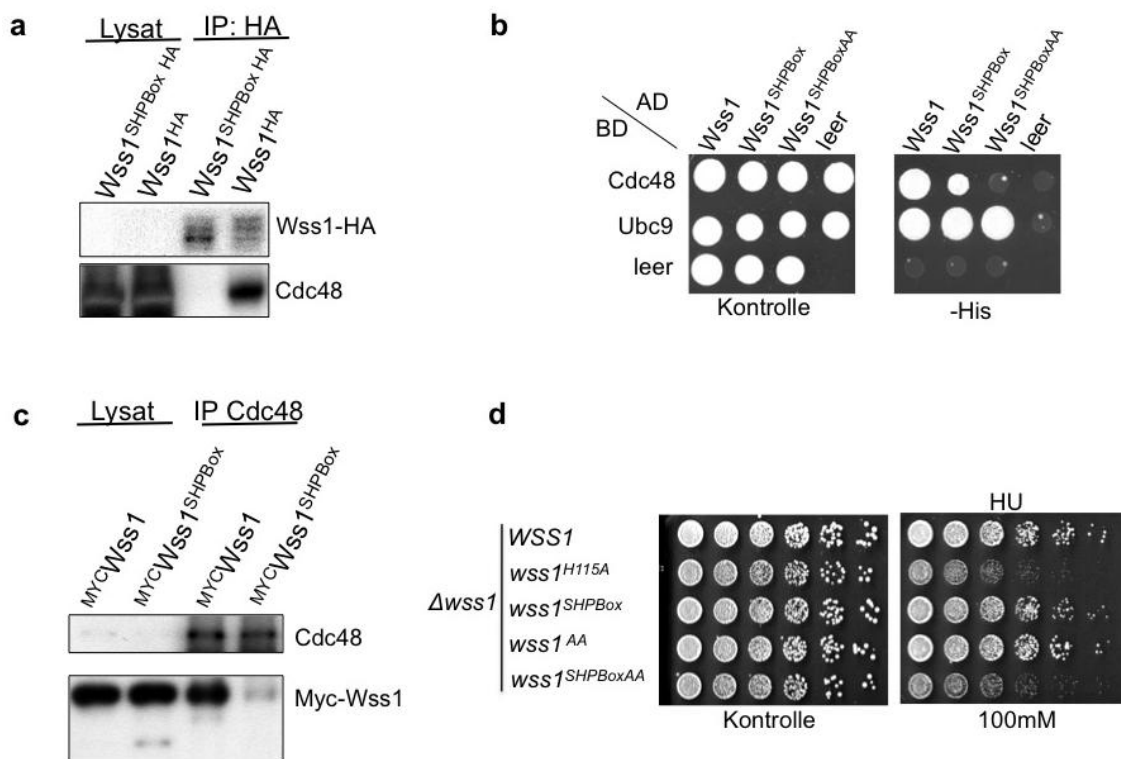 a
Lysat IP: HA
Wss1SHPBox HA
Wss1HA
Wss1SHPBox HA
Wss1HA
Wss1-HA
Cdc48
b
AD
BD
Wss1
Wss1SHPBox
Wss1SHPBoxAA
leer
Wss1
Wss1SHPBox
Wss1SHPBoxAA
leer
Cdc48
Ubc9
leer
Kontrolle
-His
c
Lysat IP Cdc48
MYCWss1
MYCWss1SHPBox
MYCWss1
MYCWss1SHPBox
Cdc48
Myc-Wss1
d
HU
Δwss1
WSS1
wss1H115A
wss1SHPBox
wss1AA
wss1SHPBoxAA
Kontrolle
100mM